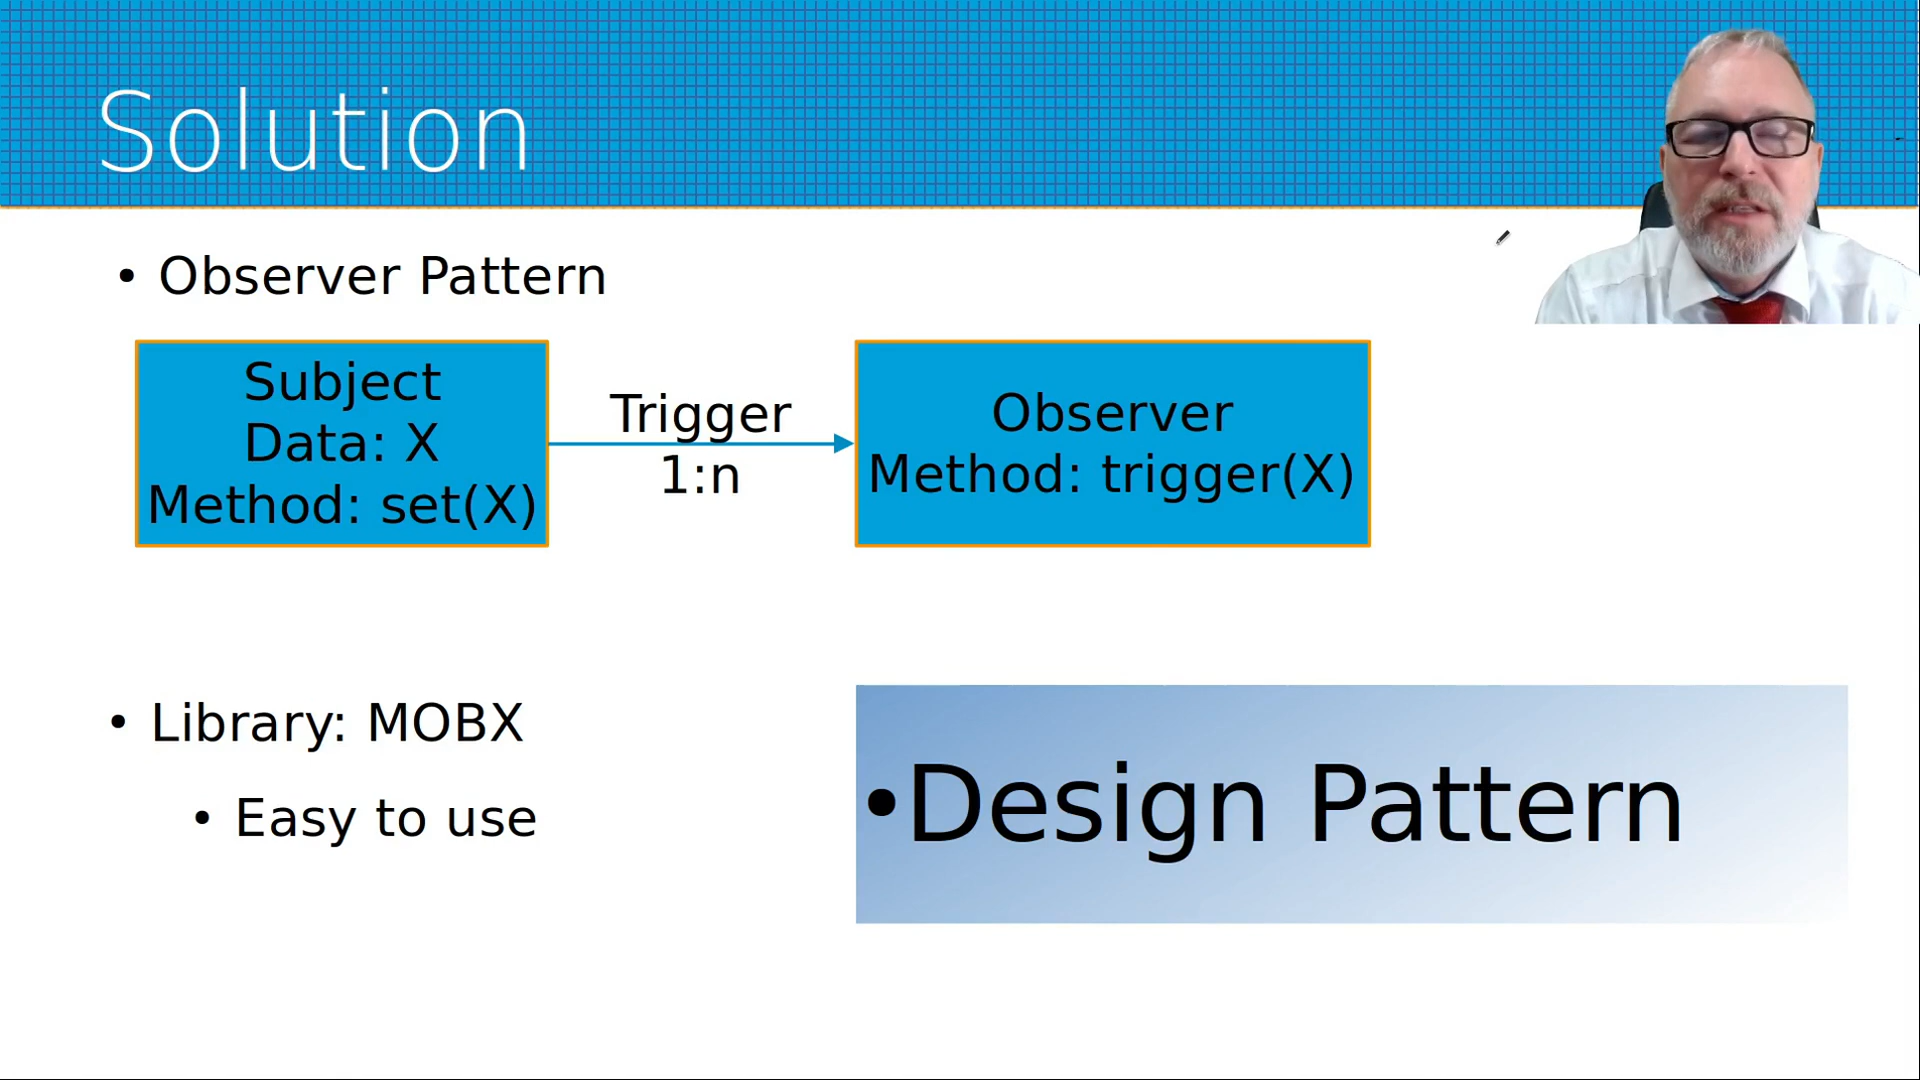 Solution
• Observer Pattern
Subject
Data: X
Method: set(X)
Trigger
1:n
Observer
Method: trigger(X)
• Library: MOBX
• Easy to use
•Design Pattern